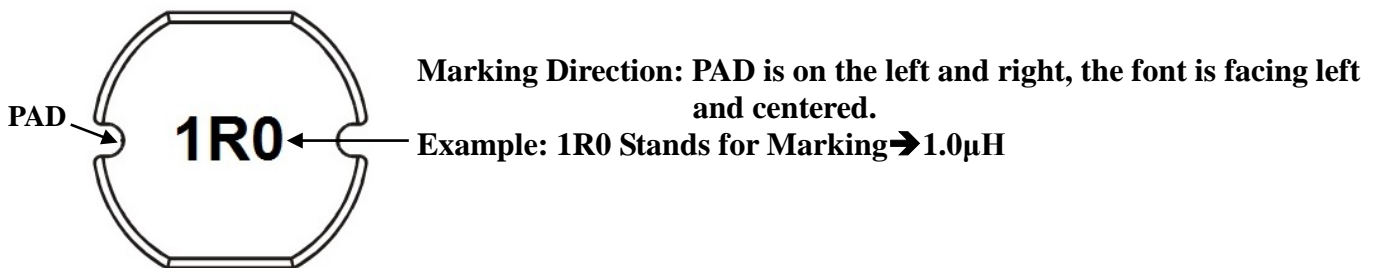 Marking Direction: PAD is on the left and right, the font is facing left
and centered.
PAD
1R0
Example: 1R0 Stands for Marking➔1.0μH